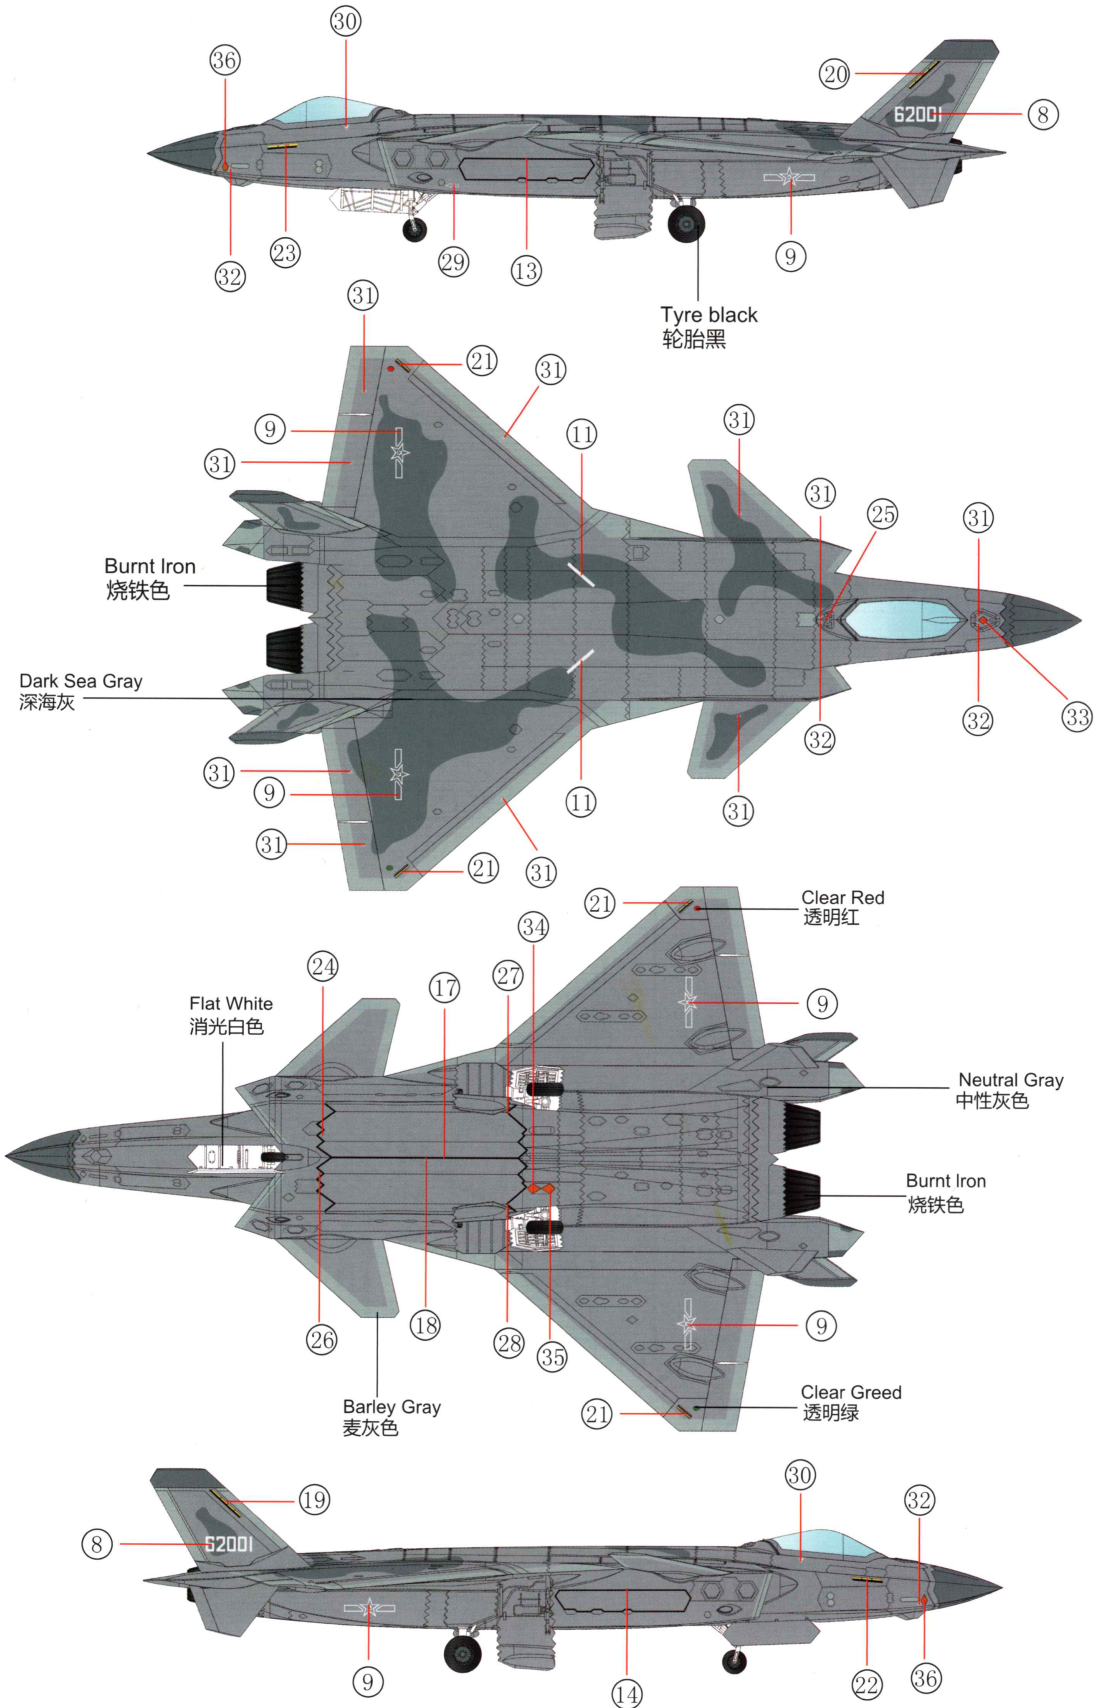 30
36
20
62001
8
23
32
29
13
9
Tyre black
轮胎黑
31
21
31
9
11
31
31
31
25
31
Burnt Iron
烧铁色
Dark Sea Gray
深海灰
32
32
33
31
9
11
31
31
21
31
21
Clear Red
透明红
34
24
17
27
Flat White
消光白色
9
Neutral Gray
中性灰色
Burnt Iron
烧铁色
26
18
28
35
9
Barley Gray
麦灰色
21
Clear Greed
透明绿
19
30
32
8
62001
9
14
22
36